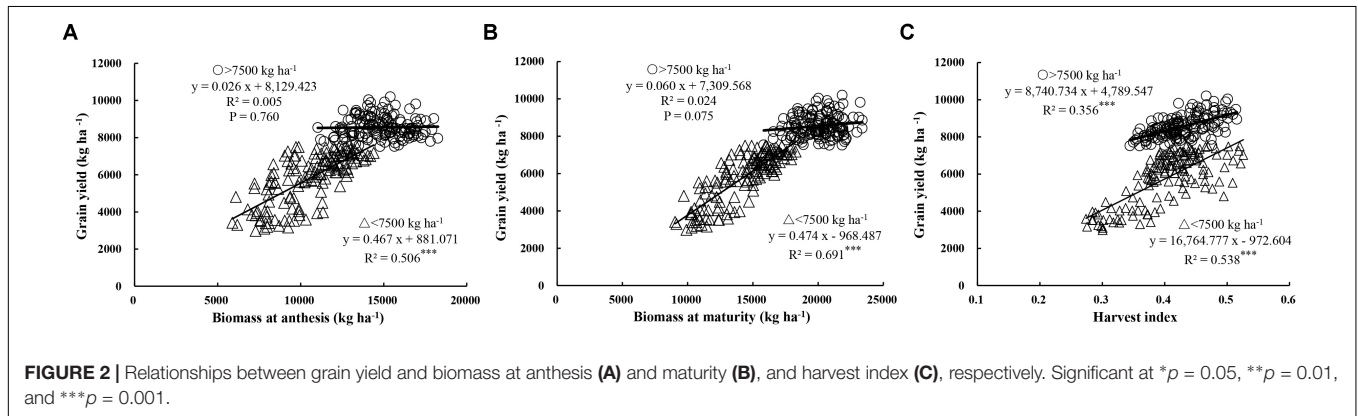 A
Grain yield (kg ha⁻¹)
12000
10000
8000
6000
4000
2000
0
○>7500 kg ha⁻¹
y = 0.026 x + 8,129.423
R² = 0.005
P = 0.760
△<7500 kg ha⁻¹
y = 0.467 x + 881.071
R² = 0.506***
0 5000 10000 15000 20000
Biomass at anthesis (kg ha⁻¹)
B
Grain yield (kg ha⁻¹)
12000
10000
8000
6000
4000
2000
0
○>7500 kg ha⁻¹
y = 0.060 x + 7,309.568
R² = 0.024
P = 0.075
△<7500 kg ha⁻¹
y = 0.474 x - 968.487
R² = 0.691***
0 5000 10000 15000 20000 25000
Biomass at maturity (kg ha⁻¹)
C
Grain yield (kg ha⁻¹)
12000
10000
8000
6000
4000
2000
0
○>7500 kg ha⁻¹
y = 8,740.734 x + 4,789.547
R² = 0.356***
△<7500 kg ha⁻¹
y = 16,764.777 x - 972.604
R² = 0.538***
0.1 0.2 0.3 0.4 0.5 0.6
Harvest index
FIGURE 2 | Relationships between grain yield and biomass at anthesis (A) and maturity (B), and harvest index (C), respectively. Significant at *p = 0.05, **p = 0.01,
and ***p = 0.001.